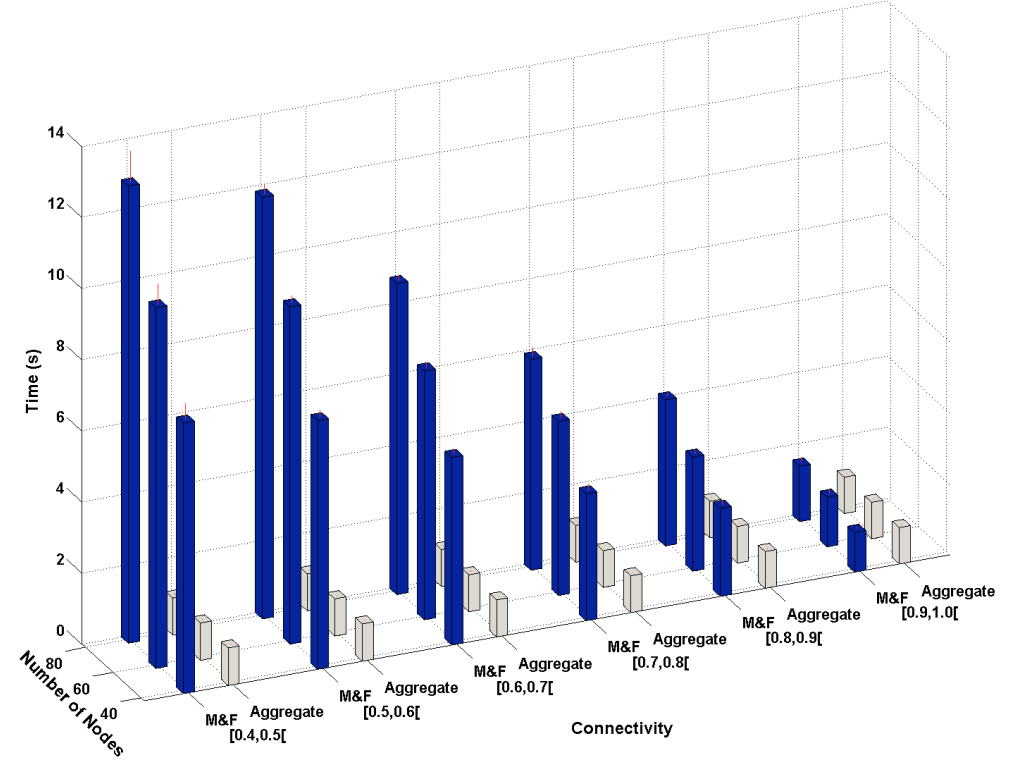 14
12
10
8
6
4
2
0
Time (s)
80
60
40
Number of Nodes
M&F
Aggregate
[0.4,0.5[
M&F
Aggregate
[0.5,0.6[
M&F
Aggregate
[0.6,0.7[
M&F
Aggregate
[0.7,0.8[
M&F
Aggregate
[0.8,0.9[
M&F
Aggregate
[0.9,1.0[
Connectivity